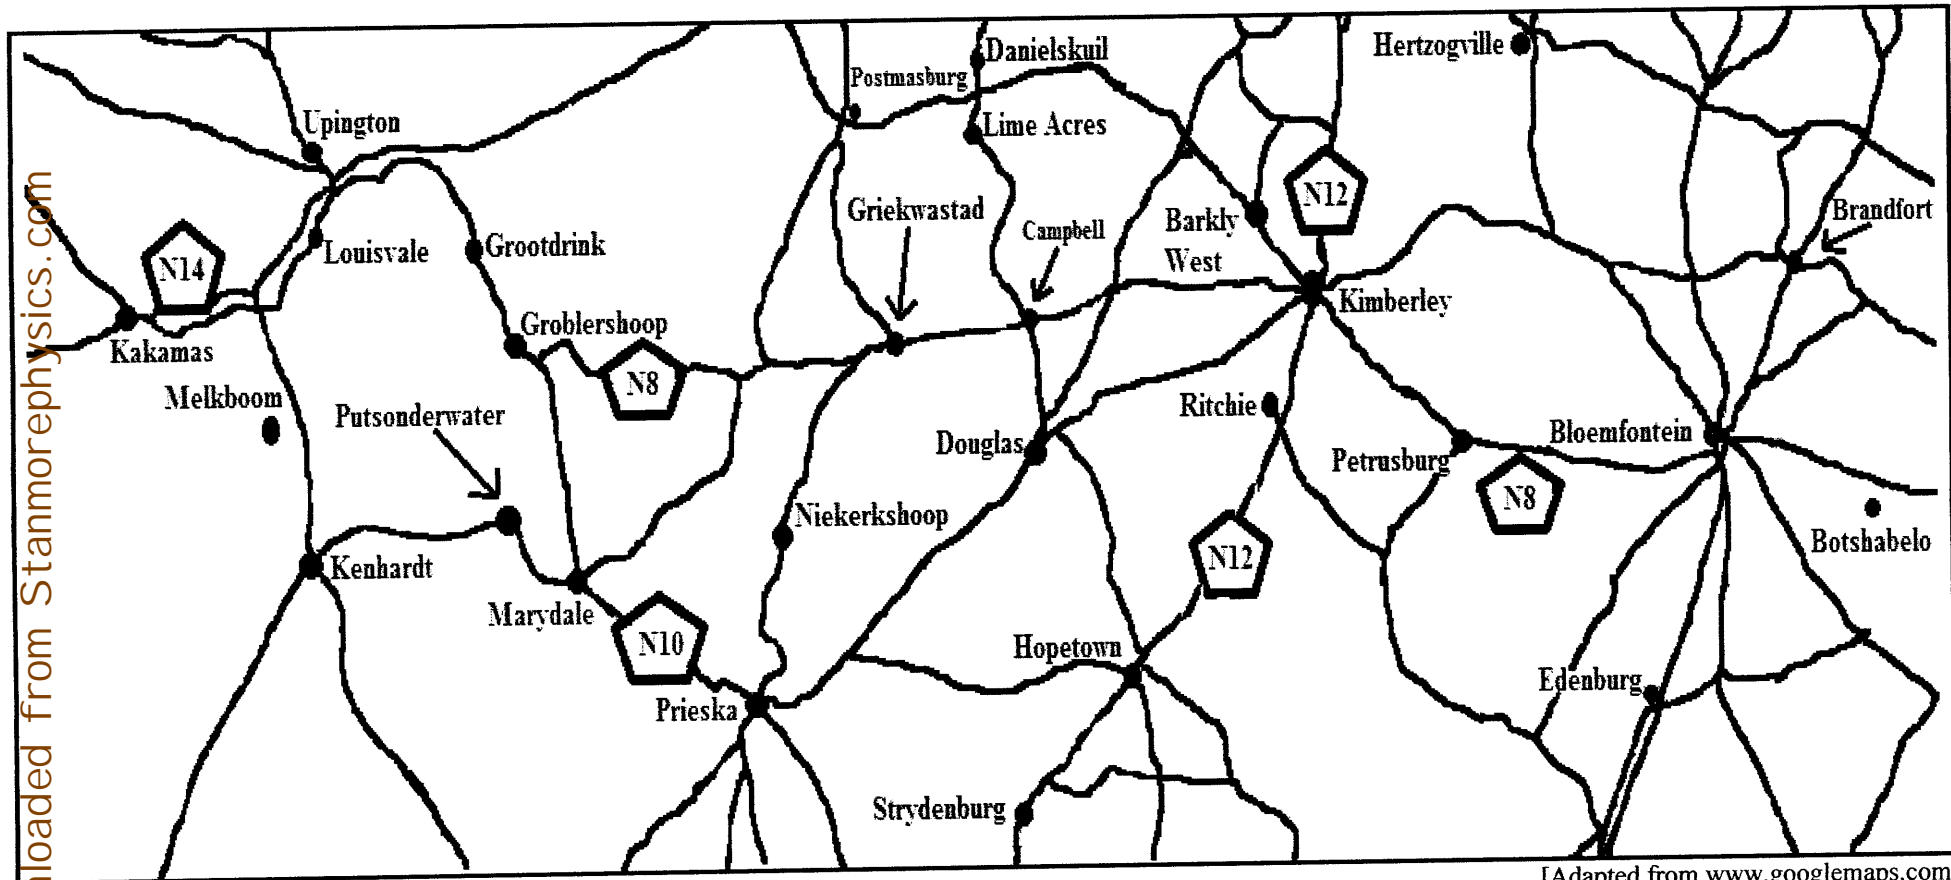 Hertzogville
Danielskuil
Postmasburg
Upington
Lime Acres
N12
Griekwastad
Campbell
Barkly
West
Brandfort
Louisvale
Grootdrink
N14
Kimberley
Groblershoop
Kakamas
N8
Melkboom
Putsonderwater
Ritchie
Douglas
Bloemfontein
Petrusburg
N8
Niekerkshoop
Botshabelo
N12
Kenhardt
Marydale
N10
Hopetown
Edenburg
Prieska
Strydenburg
[Adapted from www.googlemaps.com
nloaded from Stanmorephysics.com